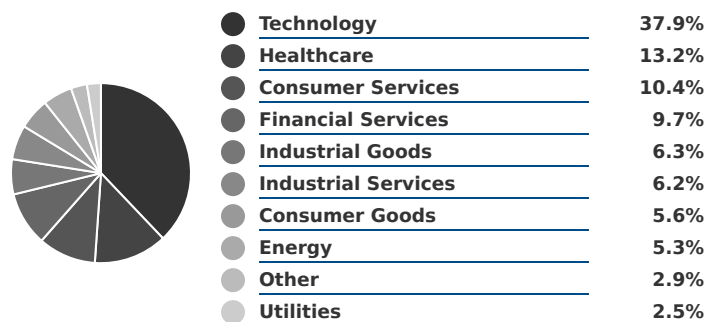 Technology 37.9%
Healthcare 13.2%
Consumer Services 10.4%
Financial Services 9.7%
Industrial Goods 6.3%
Industrial Services 6.2%
Consumer Goods 5.6%
Energy 5.3%
Other 2.9%
Utilities 2.5%